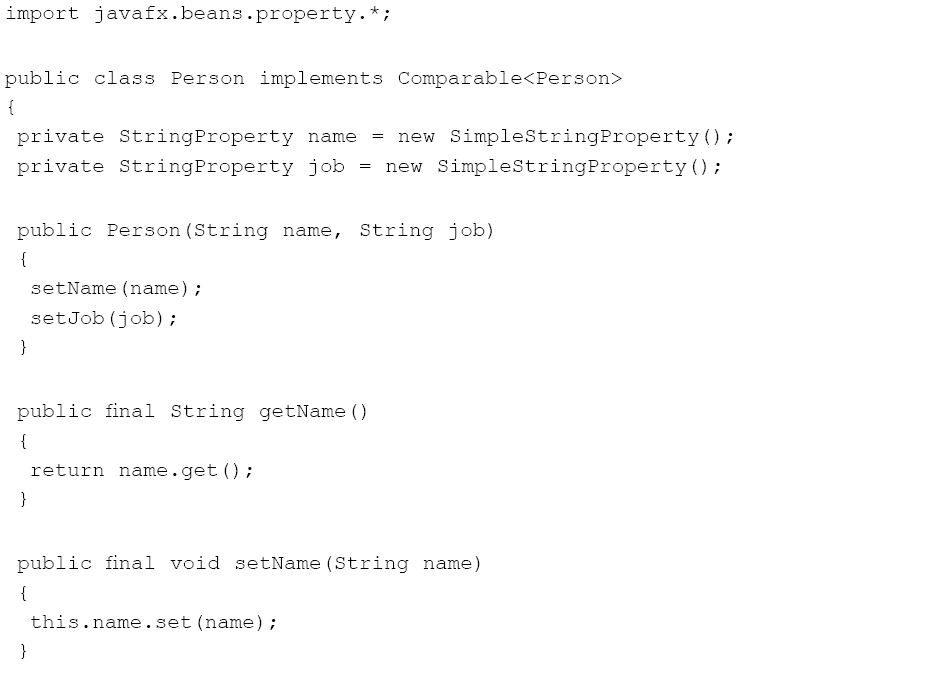 import javafx.beans.property.*;
public class Person implements Comparable<Person>
{
private StringProperty name = new SimpleStringProperty();
private StringProperty job = new SimpleStringProperty();
public Person(String name, String job)
{
setName(name);
setJob(job);
}
public final String getName()
{
return name.get();
}
public final void setName(String name)
{
this.name.set(name);
}